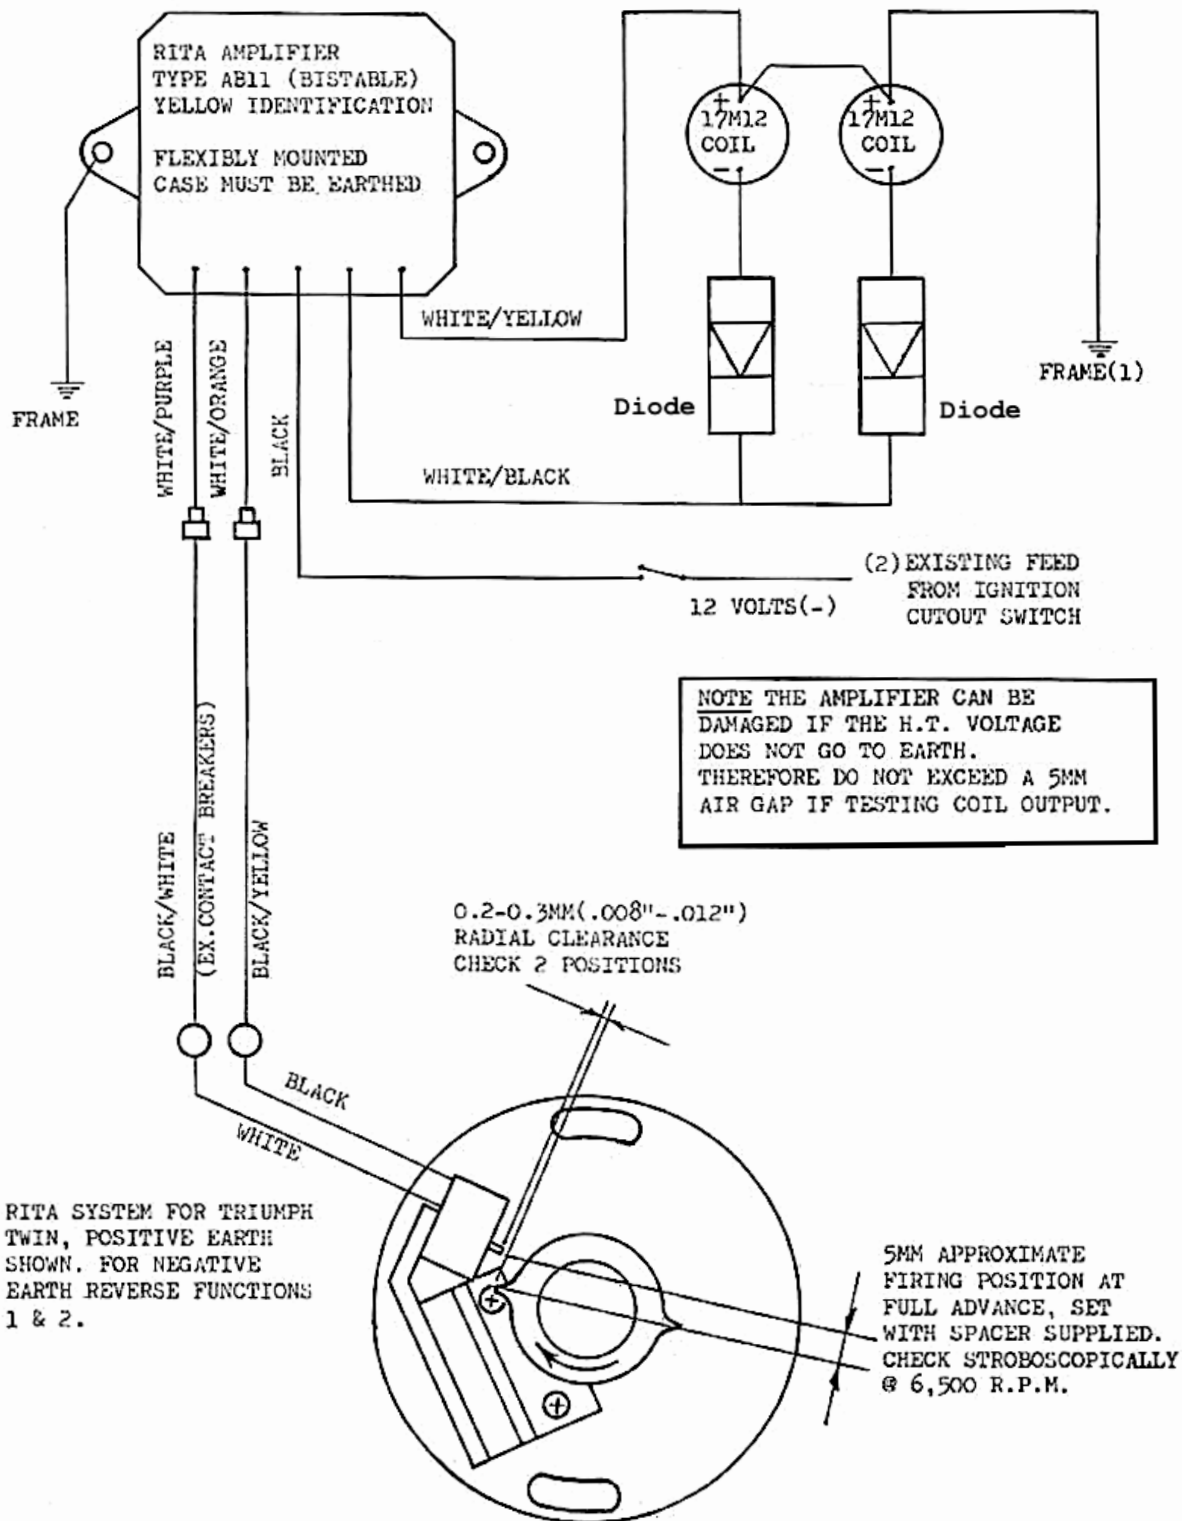 RITA AMPLIFIER
TYPE AB11 (BISTABLE)
YELLOW IDENTIFICATION
FLEXIBLY MOUNTED
CASE MUST BE EARTHED
+
17M12
COIL
-
+
17M12
COIL
-
WHITE/YELLOW
FRAME(1)
FRAME
WHITE/PURPLE
WHITE/ORANGE
BLACK
Diode
Diode
WHITE/BLACK
(2) EXISTING FEED
FROM IGNITION
CUTOUT SWITCH
12 VOLTS(-)
NOTE THE AMPLIFIER CAN BE
DAMAGED IF THE H.T. VOLTAGE
DOES NOT GO TO EARTH.
THEREFORE DO NOT EXCEED A 5MM
AIR GAP IF TESTING COIL OUTPUT.
BLACK/WHITE
(EX.CONTACT BREAKERS)
BLACK/YELLOW
0.2-0.3MM(.008"-.012")
RADIAL CLEARANCE
CHECK 2 POSITIONS
BLACK
WHITE
RITA SYSTEM FOR TRIUMPH
TWIN, POSITIVE EARTH
SHOWN. FOR NEGATIVE
EARTH REVERSE FUNCTIONS
1 & 2.
5MM APPROXIMATE
FIRING POSITION AT
FULL ADVANCE, SET
WITH SPACER SUPPLIED.
CHECK STROBOSCOPICALLY
@ 6,500 R.P.M.